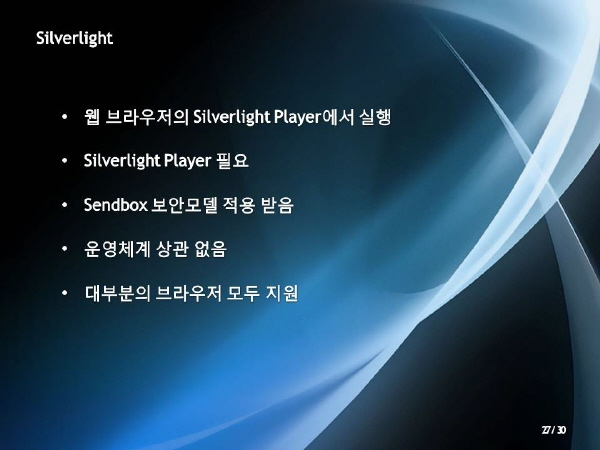 Silverlight
• 웹 브라우저의 Silverlight Player에서 실행
• Silverlight Player 필요
• Sendbox 보안모델 적용 받음
• 운영체계 상관 없음
• 대부분의 브라우저 모두 지원
27 / 30